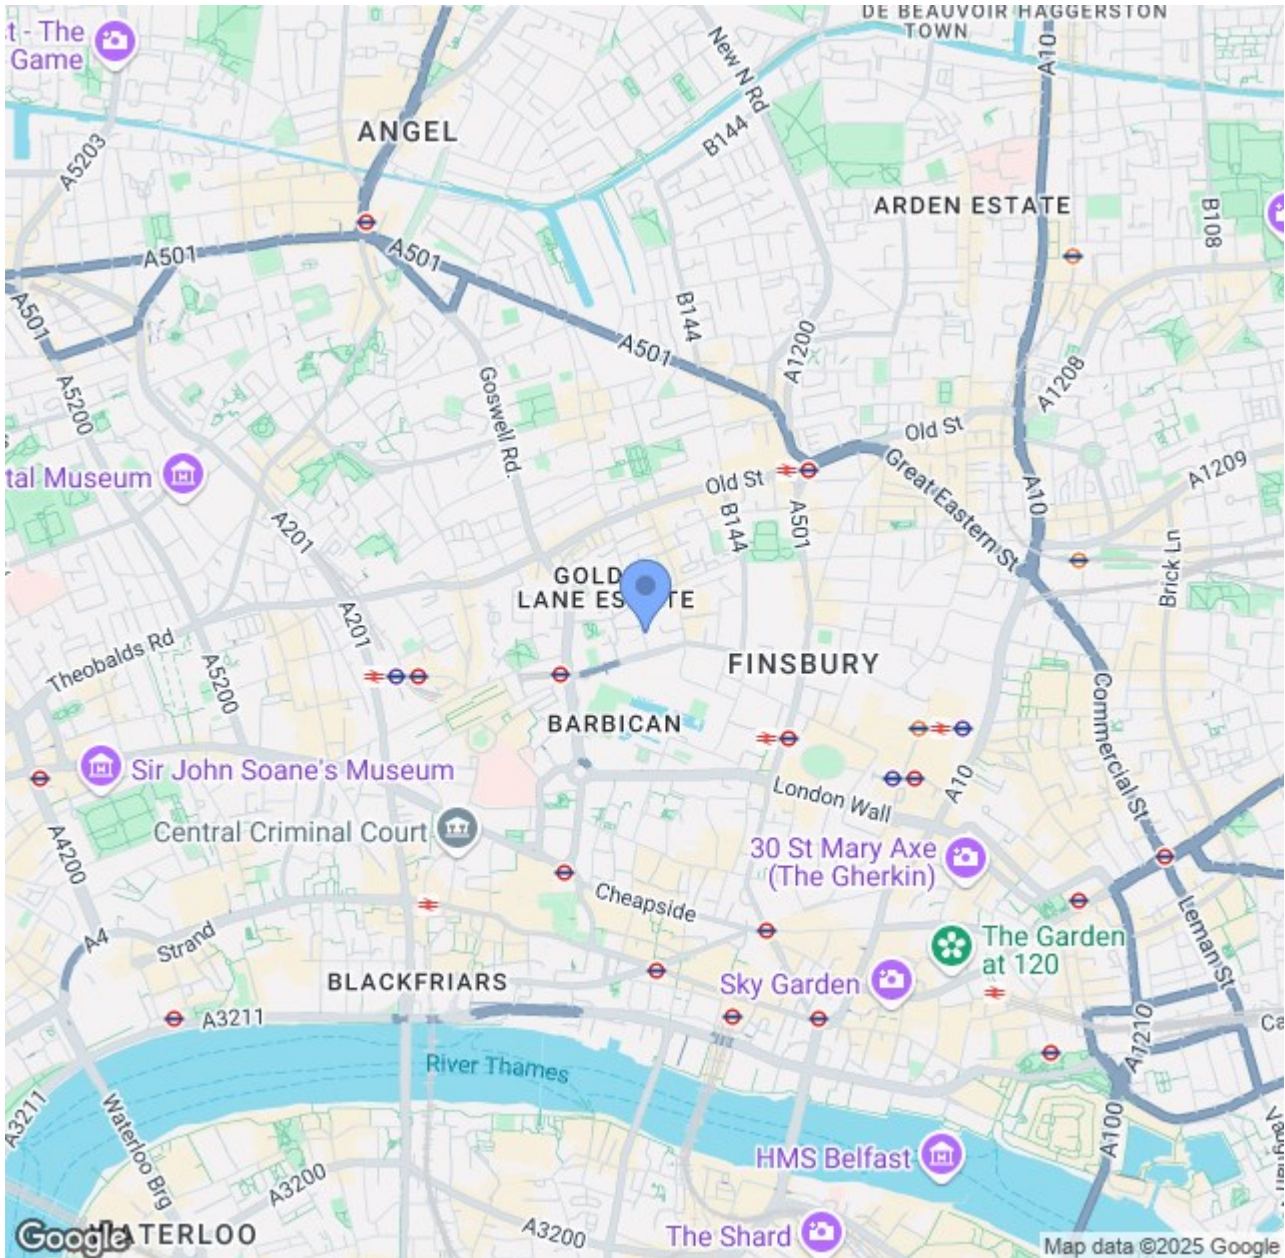 DE BEAUVOIR
TOWN
HAGGERSTON
st - The
Game
New N Rd
A10
ANGEL
B144
A5203
ARDEN ESTATE
B108
A501
A501
A501
B144
A501
A1200
A1208
A5200
Goswell Rd.
Old St
Great Eastern St
A1209
tal Museum
Old St
A10
A201
B144
A501
Brick Ln
GOLD
LANE ES TE
A201
Theobalds Rd
FINSBURY
A5200
Commercial St
BARBICAN
Sir John Soane's Museum
London Wall
A10
A4200
Central Criminal Court
30 St Mary Axe
(The Gherkin)
Cheapside
Leman St
A4
Strand
The Garden
at 120
BLACKFRIARS
Sky Garden
A3211
Ca
A1210
River Thames
A3211
Waterloo Brg
A100
Vaughan
HMS Belfast
A3200
A3200
The Shard
WATERLOO
Google
Map data ©2025 Google